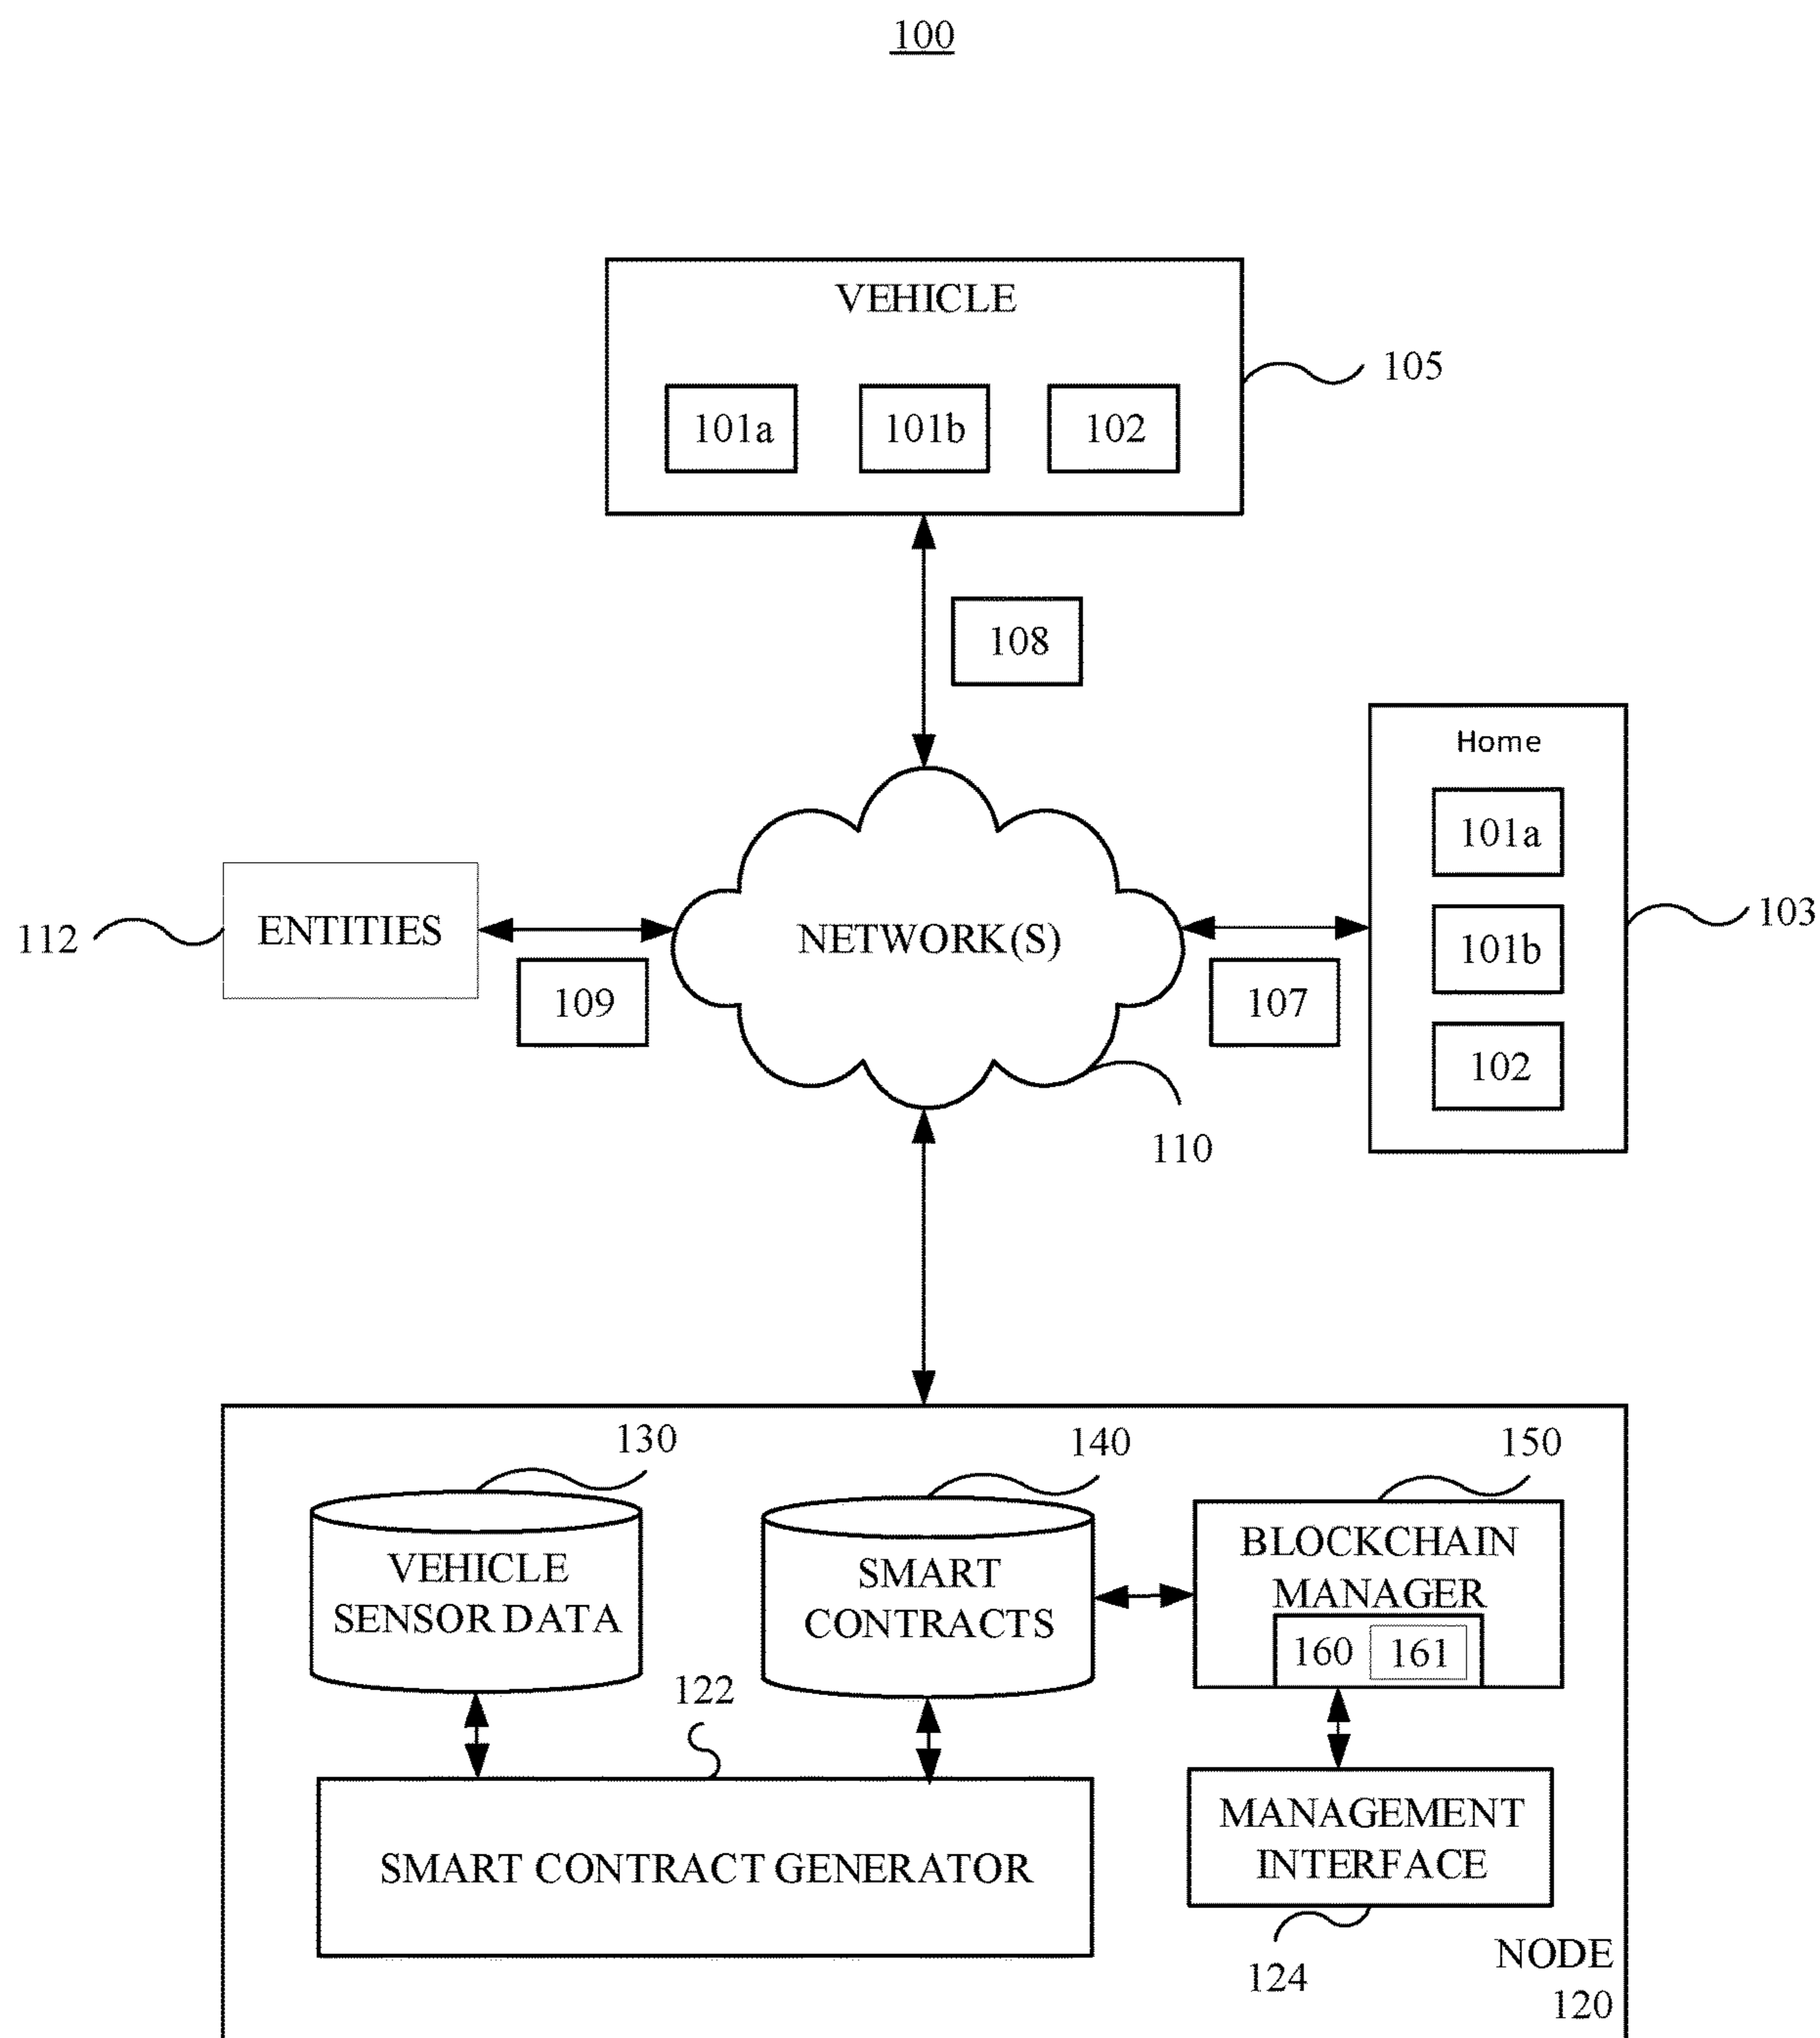 100
VEHICLE
105
101a
101b
102
108
Home
101a
103
112
ENTITIES
NETWORK(S)
101b
109
107
102
110
130
140
150
VEHICLE
SENSOR DATA
SMART
CONTRACTS
BLOCKCHAIN
MANAGER
160
161
122
SMART CONTRACT GENERATOR
MANAGEMENT
INTERFACE
124
NODE
120